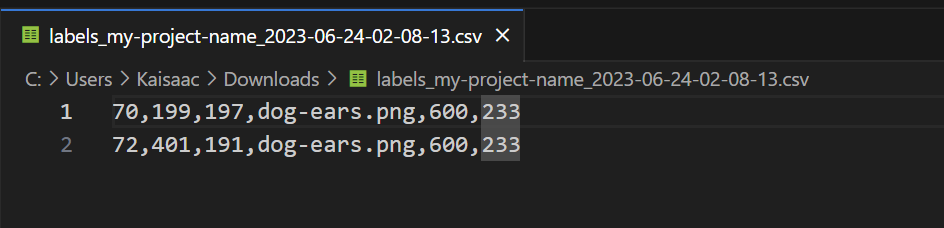 labels_my-project-name_2023-06-24-02-08-13.csv
C: > Users > Kaisaac > Downloads > labels_my-project-name_2023-06-24-02-08-13.csv
1 70,199,197,dog-ears.png,600,233
2 72,401,191,dog-ears.png,600,233